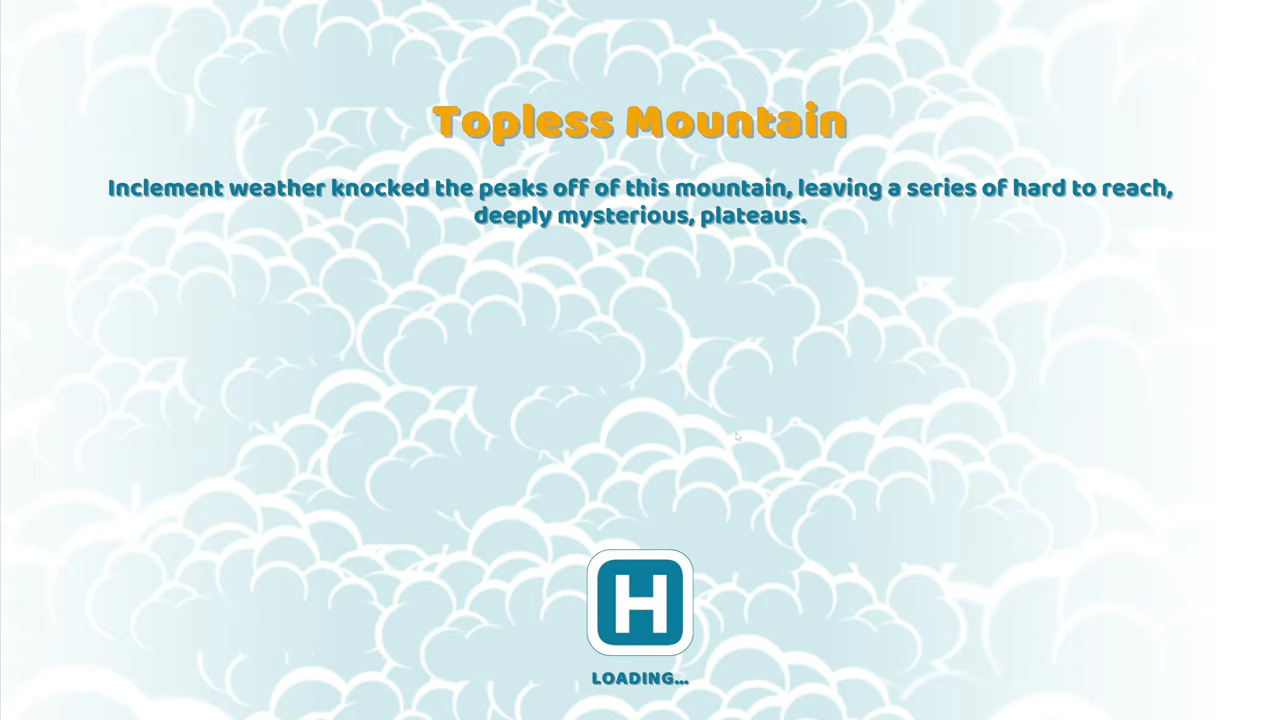 Topless Mountain
Inclement weather knocked the peaks off of this mountain, leaving a series of hard to reach,
deeply mysterious, plateaus.
H
LOADING...